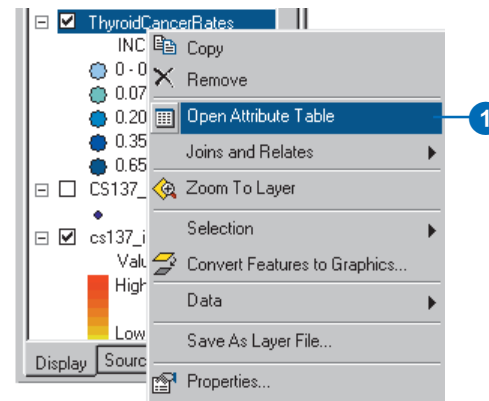 ThyroidCancerRates
INC
0 - 0
0.07
0.20
0.35
0.65
CS137_
cs137_i
Valu
High
Low
Display Sourc
Copy
Remove
Open Attribute Table
1
Joins and Relates
Zoom To Layer
Selection
Convert Features to Graphics...
Data
Save As Layer File...
Properties...